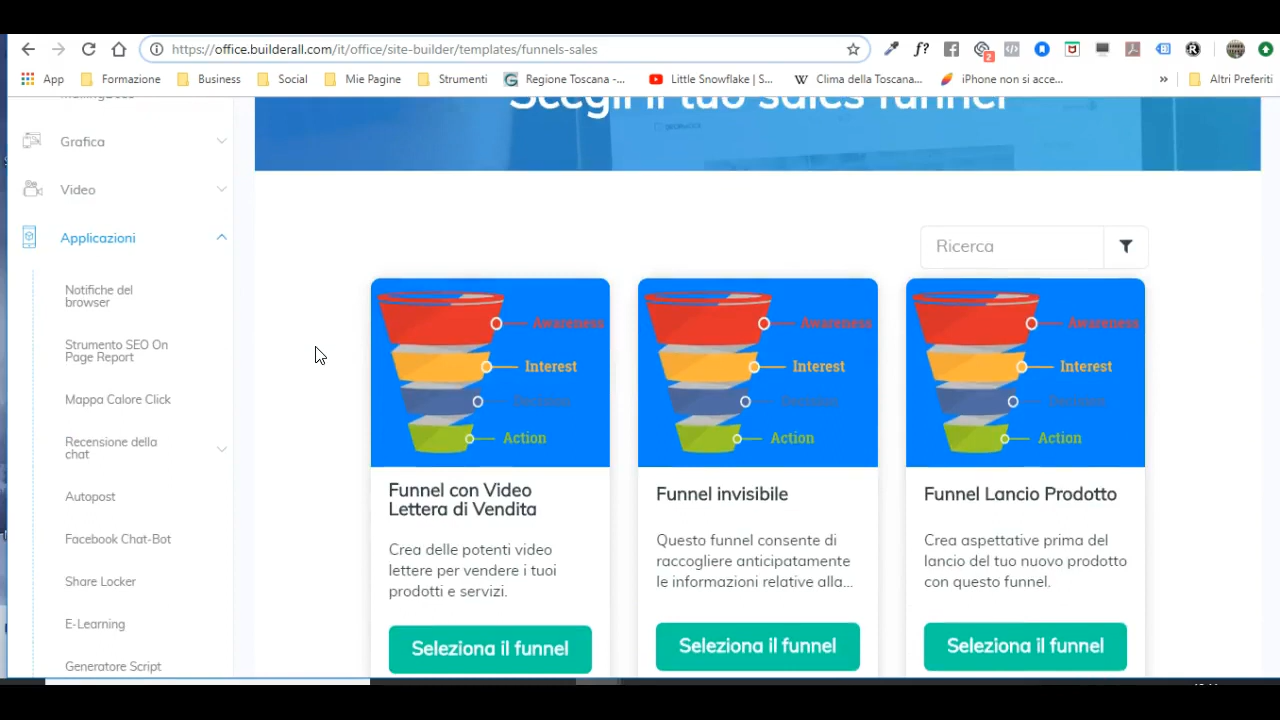 https://office.builderall.com/it/office/site-builder/templates/funnels-sales
f?
2
App
Formazione
Business
Social
Mie Pagine
Strumenti
Regione Toscana -...
Little Snowflake | S...
W Clima della Toscana...
iPhone non si acce...
»
Altri Preferiti
Scegli il tuo sales funnel
Grafica
Video
Applicazioni
Notifiche del
browser
Strumento SEO On
Page Report
Mappa Calore Click
Recensione della
chat
Autopost
Facebook Chat-Bot
Share Locker
E-Learning
Generatore Script
Ricerca
Awareness
Interest
Decision
Action
Funnel con Video
Lettera di Vendita
Crea delle potenti video
lettere per vendere i tuoi
prodotti e servizi.
Seleziona il funnel
Awareness
Interest
Decision
Action
Funnel invisibile
Questo funnel consente di
raccogliere anticipatamente
le informazioni relative alla...
Seleziona il funnel
Awareness
Interest
Decision
Action
Funnel Lancio Prodotto
Crea aspettative prima del
lancio del tuo nuovo prodotto
con questo funnel.
Seleziona il funnel